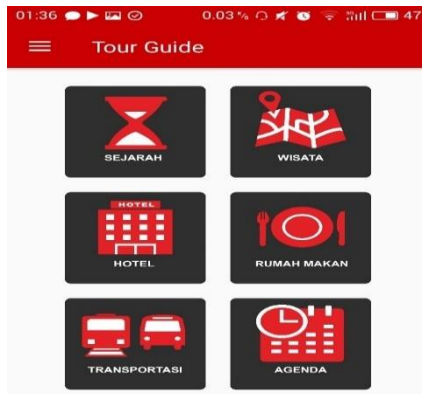 01:36 0.03 47
Tour Guide
SEJARAH WISATA
HOTEL
HOTEL RUMAH MAKAN
TRANSPORTASI AGENDA